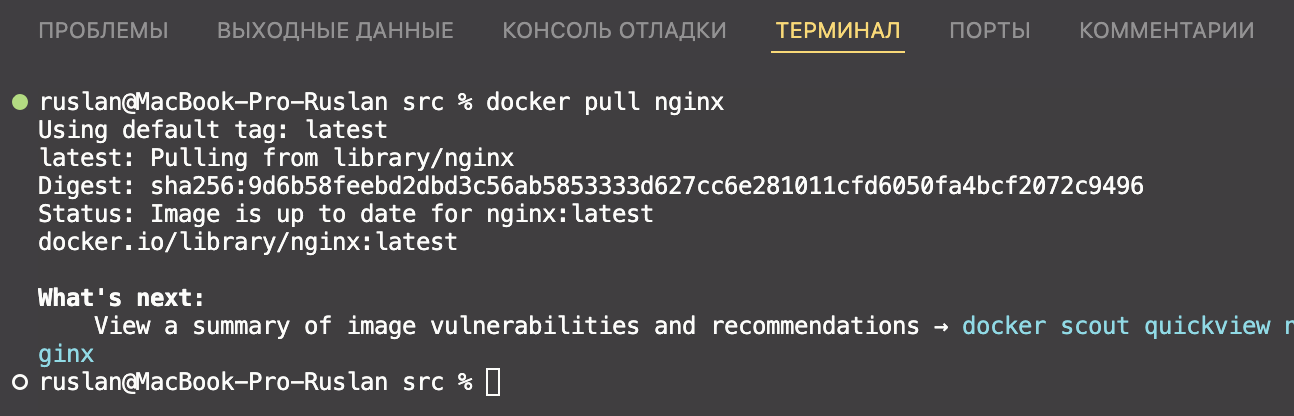 ПРОБЛЕМЫ ВЫХОДНЫЕ ДАННЫЕ КОНСОЛЬ ОТЛАДКИ ТЕРМИНАЛ ПОРТЫ КОММЕНТАРИИ
ruslan@MacBook-Pro-Ruslan src % docker pull nginx
Using default tag: latest
latest: Pulling from library/nginx
Digest: sha256:9d6b58feebd2dbd3c56ab5853333d627cc6e281011cfd6050fa4bcf2072c9496
Status: Image is up to date for nginx:latest
docker.io/library/nginx:latest
What's next:
View a summary of image vulnerabilities and recommendations → docker scout quickview n
ginx
ruslan@MacBook-Pro-Ruslan src %